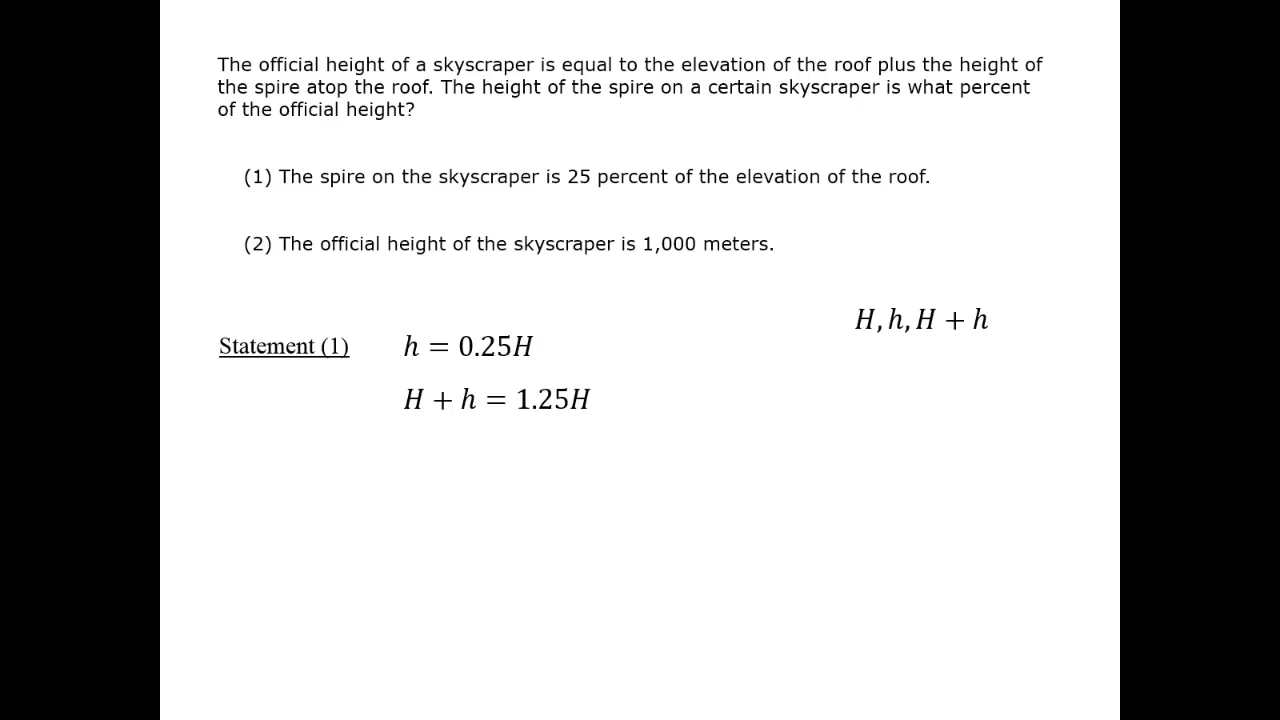 The official height of a skyscraper is equal to the elevation of the roof plus the height of
the spire atop the roof. The height of the spire on a certain skyscraper is what percent
of the official height?
(1) The spire on the skyscraper is 25 percent of the elevation of the roof.
(2) The official height of the skyscraper is 1,000 meters.
H, h, H + h
Statement (1) h = 0.25H
H + h = 1.25H